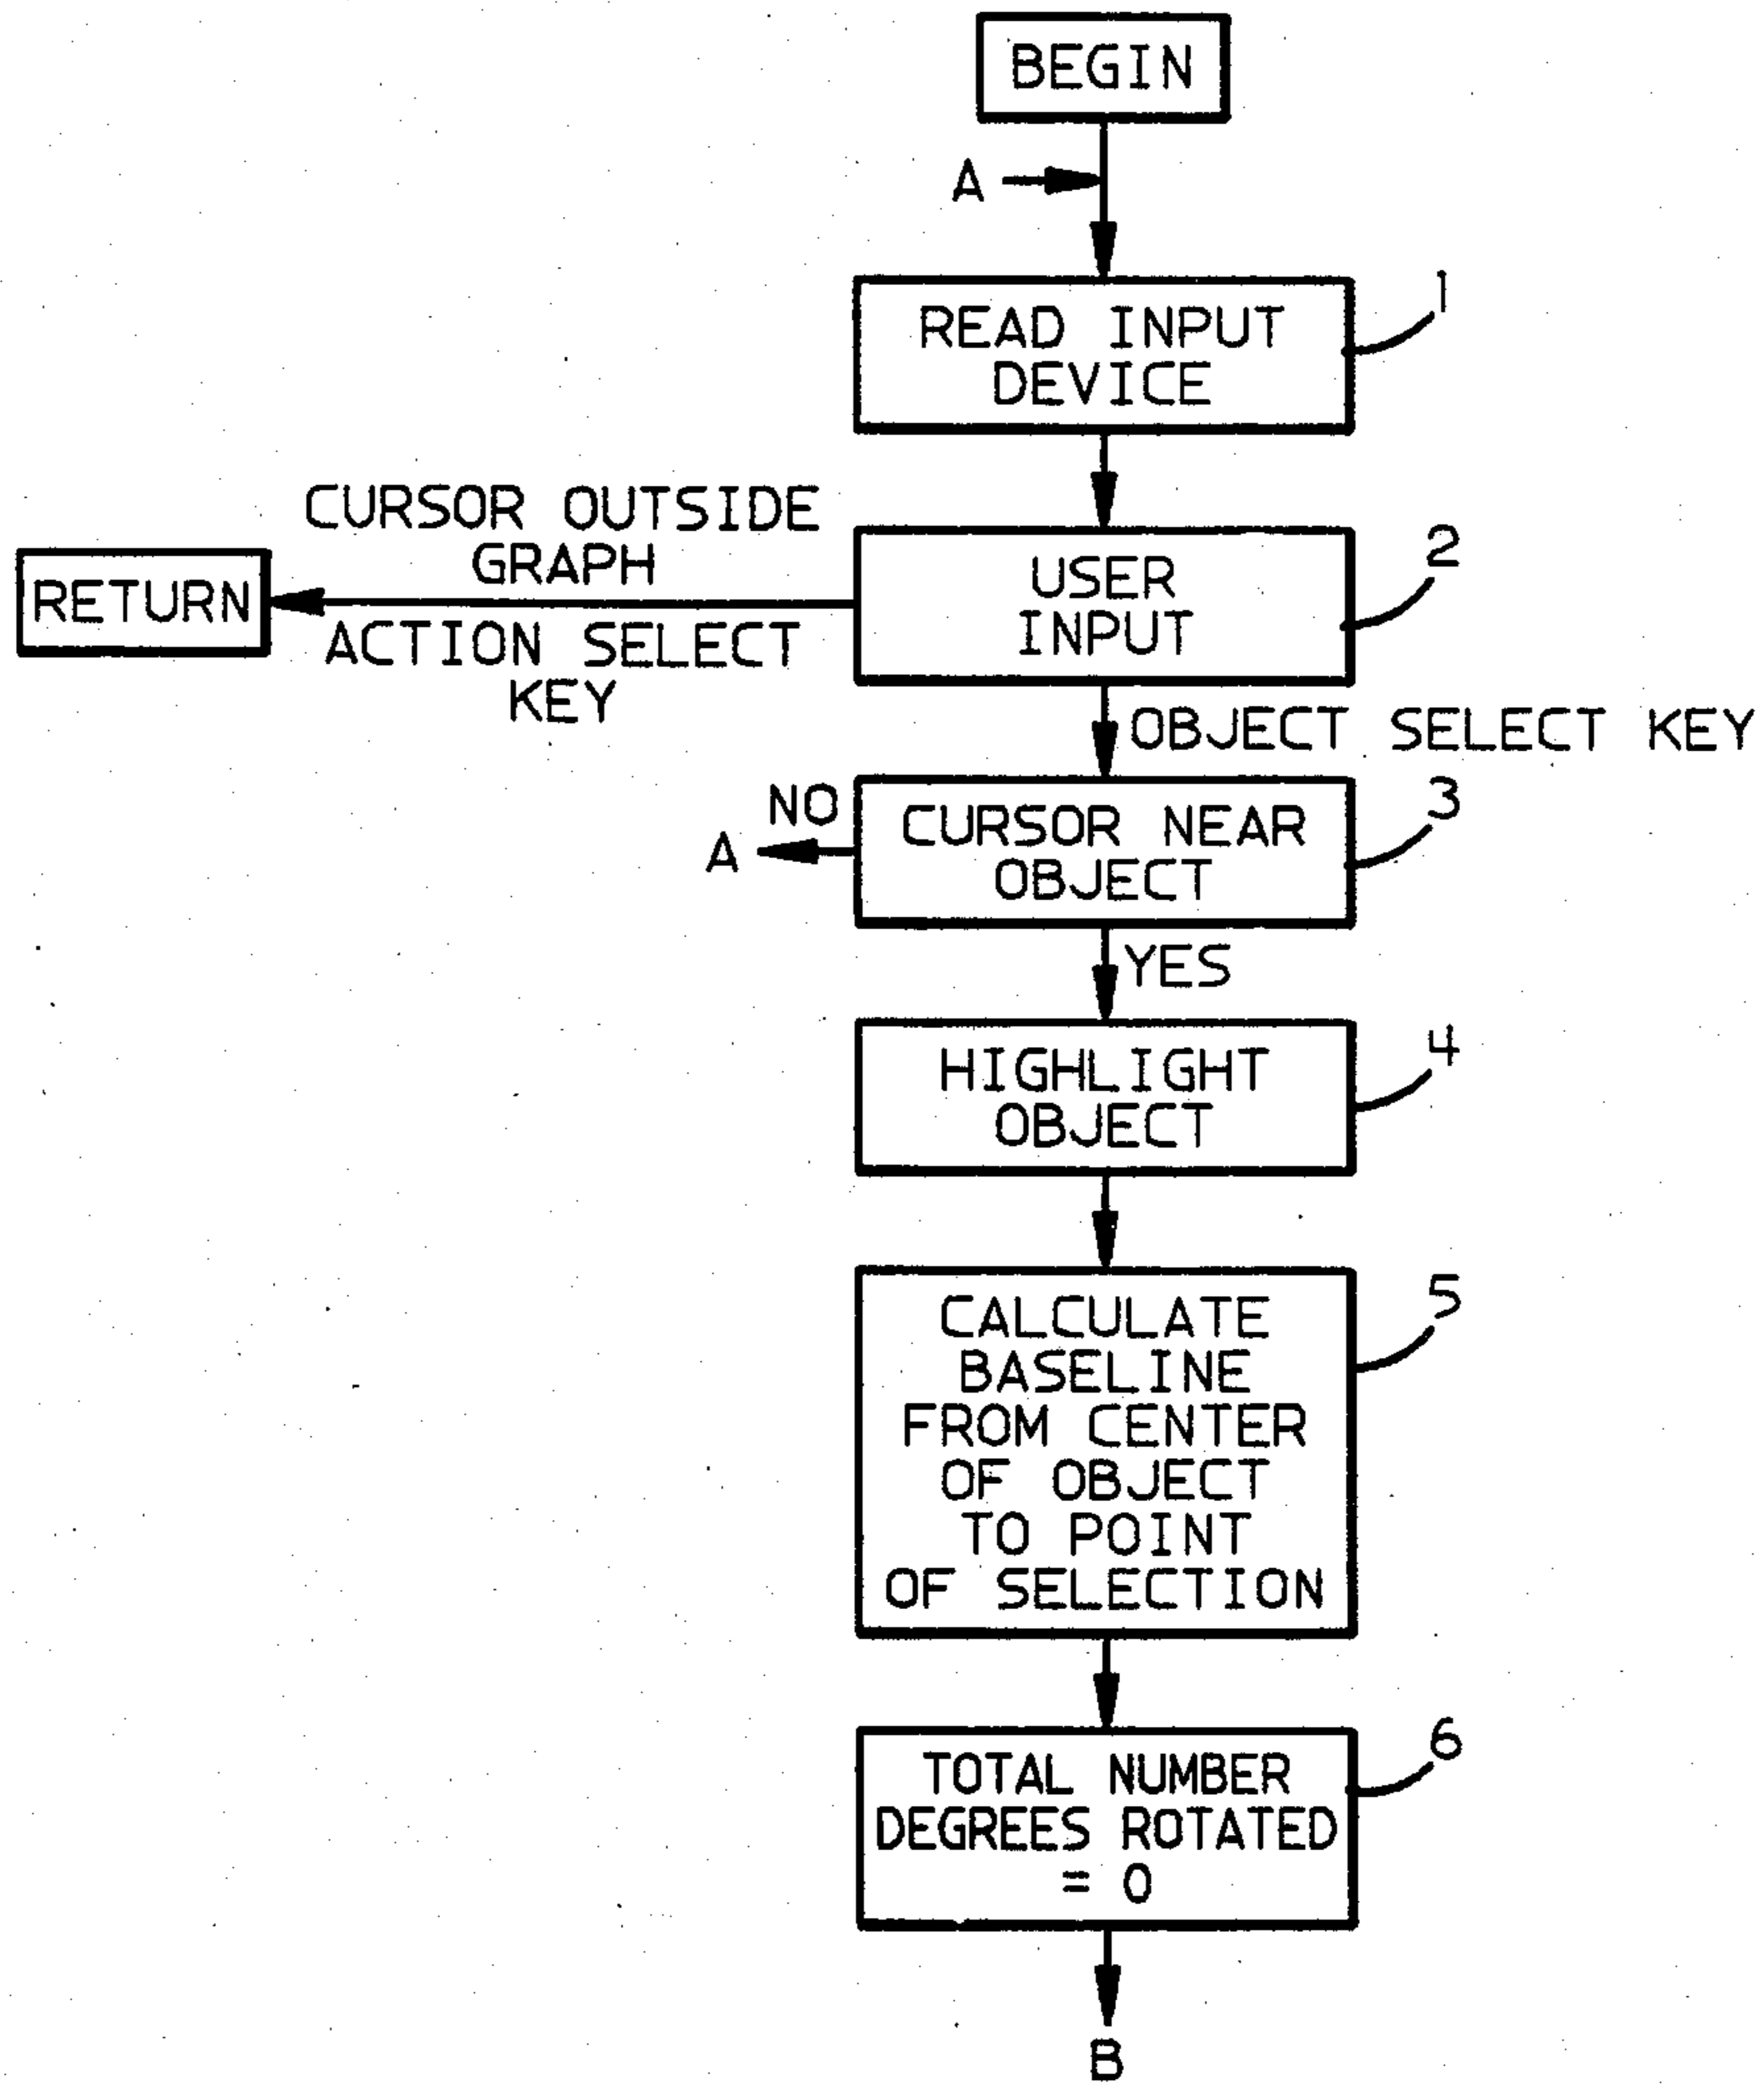 BEGIN
A
READ INPUT
DEVICE
1
CURSOR OUTSIDE
GRAPH
RETURN
ACTION SELECT
KEY
USER
INPUT
2
OBJECT SELECT KEY
NO
A
CURSOR NEAR
OBJECT
3
YES
HIGHLIGHT
OBJECT
4
CALCULATE
BASELINE
FROM CENTER
OF OBJECT
TO POINT
OF SELECTION
5
TOTAL NUMBER
DEGREES ROTATED
= 0
6
B